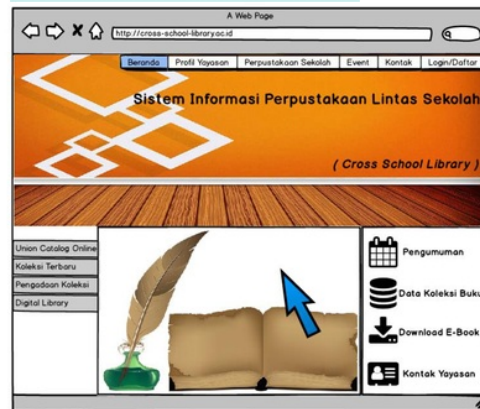 A Web Page
http://cross-school-library.ac.id
Beranda Profil Yayasan Perpustakaan Sekolah Event Kontak Login/Daftar
Sistem Informasi Perpustakaan Lintas Sekolah
( Cross School Library )
Union Catalog Online
Koleksi Terbaru
Pengadaan Koleksi
Digital Library
Pengumuman
Data Koleksi Buku
Download E-Book
Kontak Yayasan